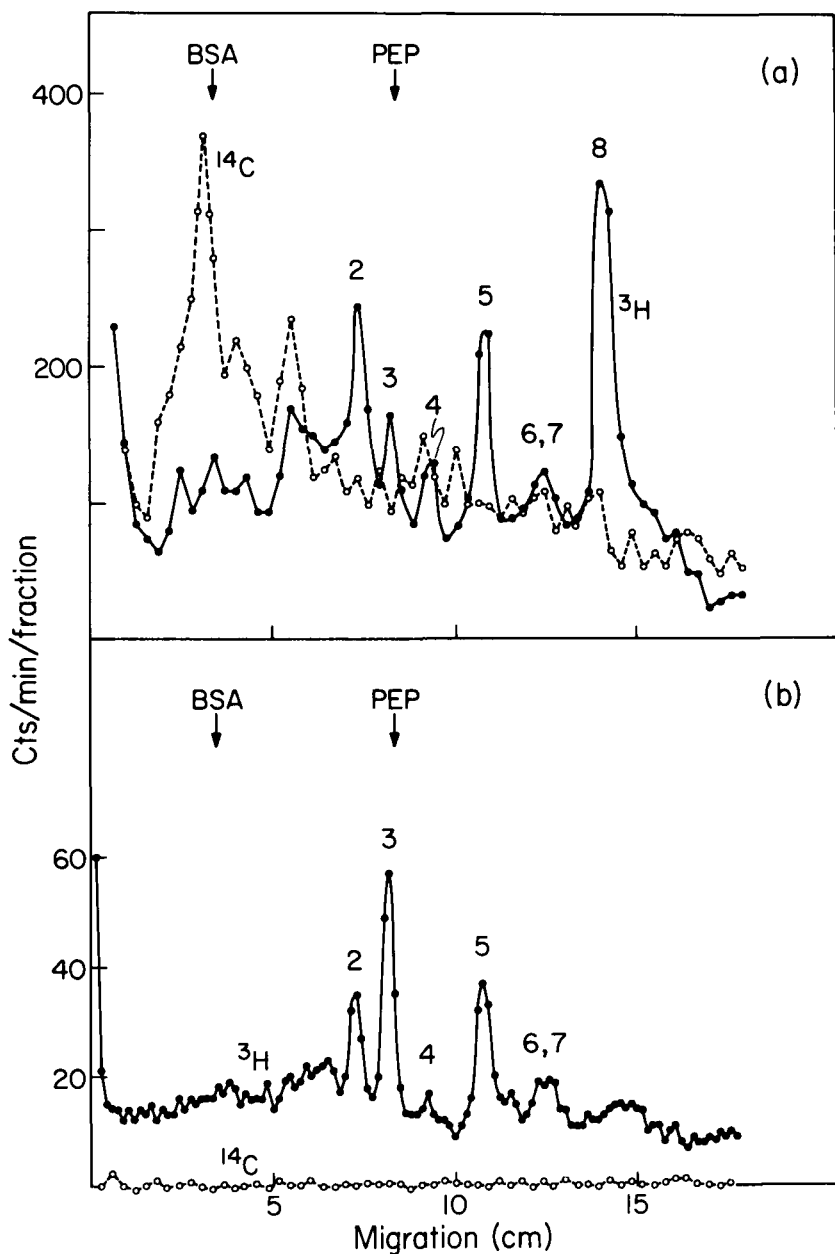 BSA PEP (a)
400
¹⁴C
8
2
5
³H
200
3
4
6,7
Cts/min/fraction
BSA PEP (b)
60
3
40
2
5
³H
4
6,7
20
¹⁴C
5 10 15
Migration (cm)